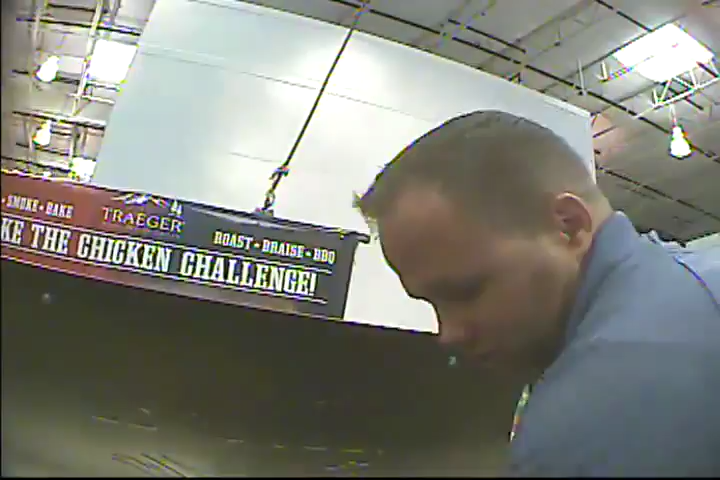 • SMOKE • BAKE
TRAEGER
ROAST • BRAISE • BBQ
KE THE CHICKEN CHALLENGE!